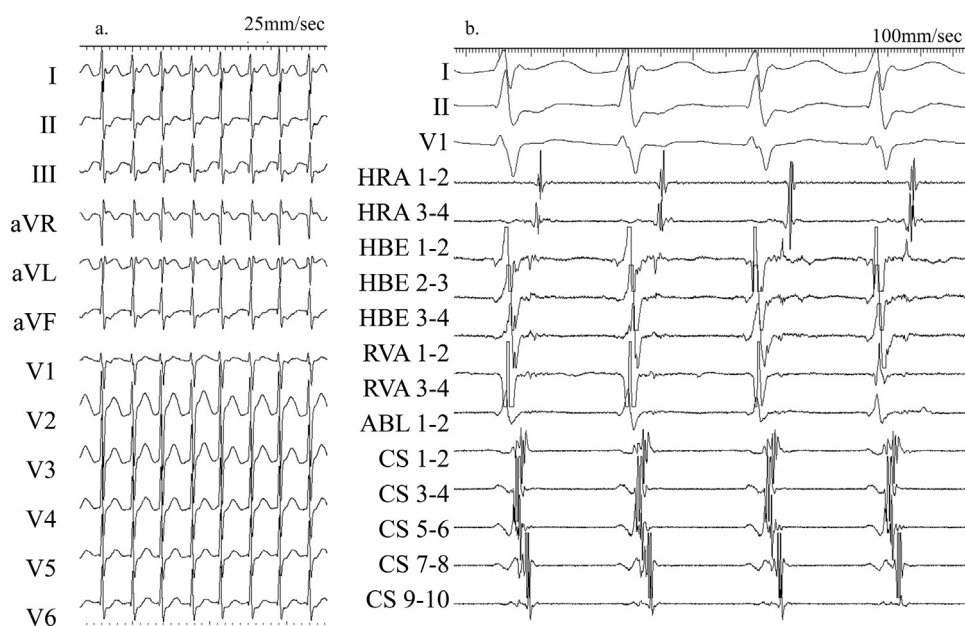 a.
25mm/sec
I
II
III
aVR
aVL
aVF
V1
V2
V3
V4
V5
V6
b.
100mm/sec
I
II
V1
HRA 1-2
HRA 3-4
HBE 1-2
HBE 2-3
HBE 3-4
RVA 1-2
RVA 3-4
ABL 1-2
CS 1-2
CS 3-4
CS 5-6
CS 7-8
CS 9-10